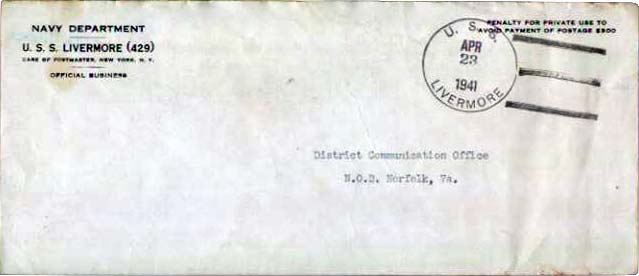 NAVY DEPARTMENT
U. S. S. LIVERMORE (429)
CARE OF POSTMASTER, NEW YORK, N. Y.
OFFICIAL BUSINESS
PENALTY FOR PRIVATE USE TO
AVOID PAYMENT OF POSTAGE $300
U. S. S.
APR
23
1941
LIVERMORE
District Communication Office
N.O.B. Norfolk, Va.